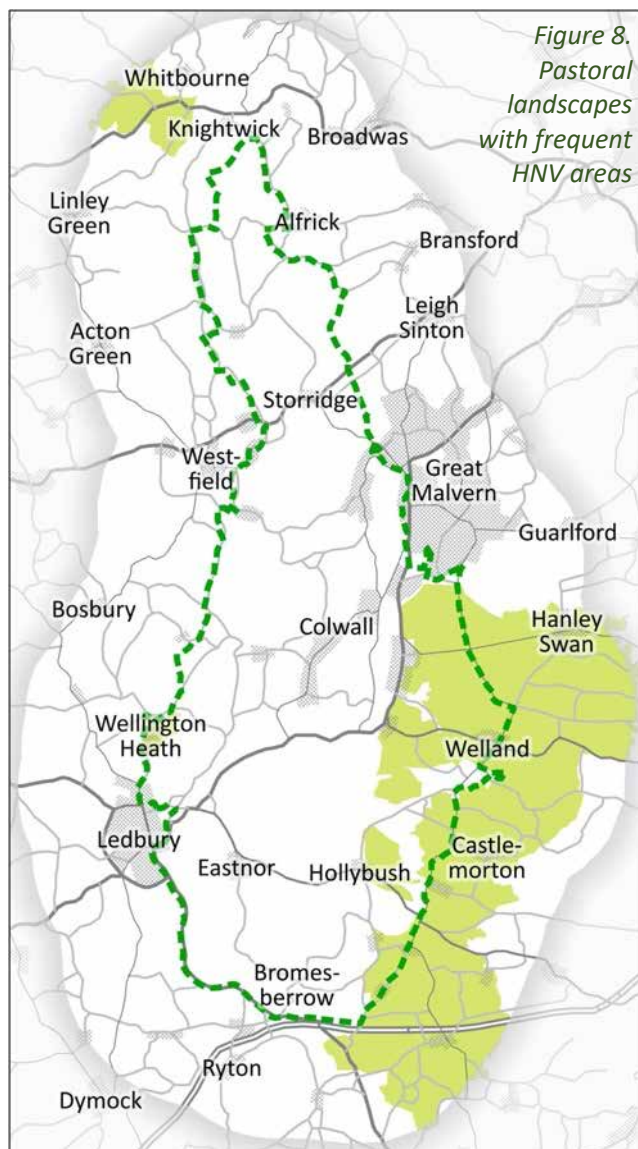 Figure 8.
Pastoral
landscapes
with frequent
HNV areas
Whitbourne
Knightwick
Broadwas
Linley
Green
Alfrick
Bransford
Leigh
Sinton
Acton
Green
Storridge
West-
field
Great
Malvern
Guarlford
Bosbury
Colwall
Hanley
Swan
Wellington
Heath
Welland
Ledbury
Eastnor
Hollybush
Castle-
morton
Bromes-
berrow
Ryton
Dymock